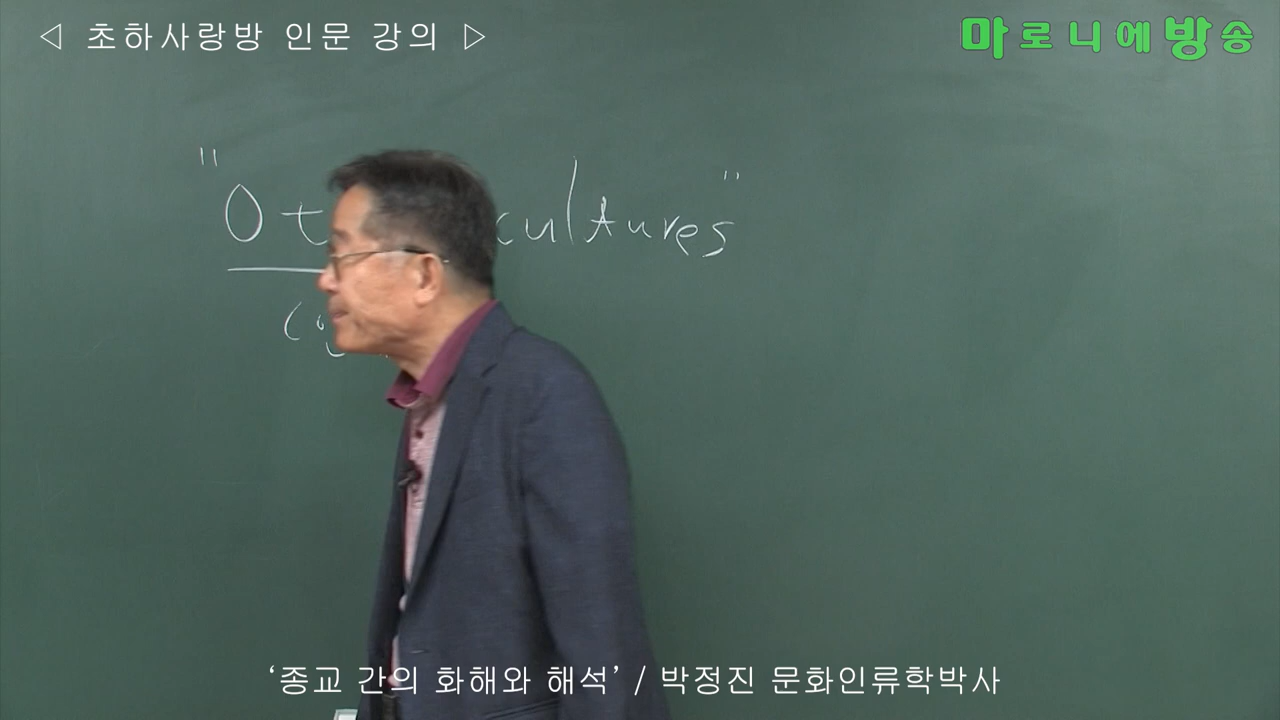 ◁ 초하사랑방 인문 강의 ▷
마로니에방송
cultures"
‘종교 간의 화해와 해석’ / 박정진 문화인류학박사